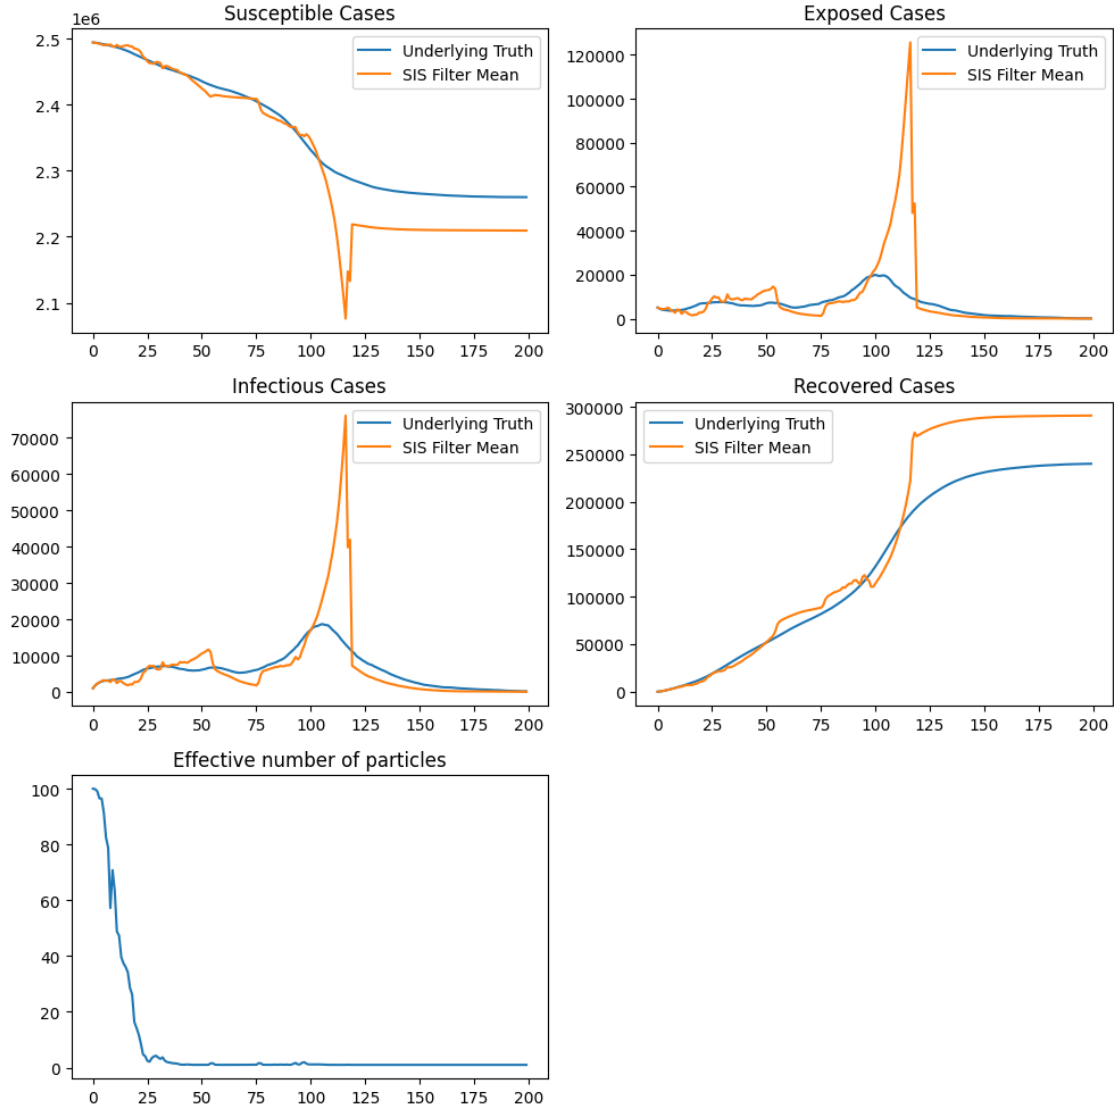 Susceptible Cases
1e6
2.5
2.4
2.3
2.2
2.1
Underlying Truth
SIS Filter Mean
0 25 50 75 100 125 150 175 200
Exposed Cases
120000
100000
80000
60000
40000
20000
0
Underlying Truth
SIS Filter Mean
0 25 50 75 100 125 150 175 200
Infectious Cases
70000
60000
50000
40000
30000
20000
10000
0
Underlying Truth
SIS Filter Mean
0 25 50 75 100 125 150 175 200
Recovered Cases
300000
250000
200000
150000
100000
50000
0
Underlying Truth
SIS Filter Mean
0 25 50 75 100 125 150 175 200
Effective number of particles
100
80
60
40
20
0
0 25 50 75 100 125 150 175 200